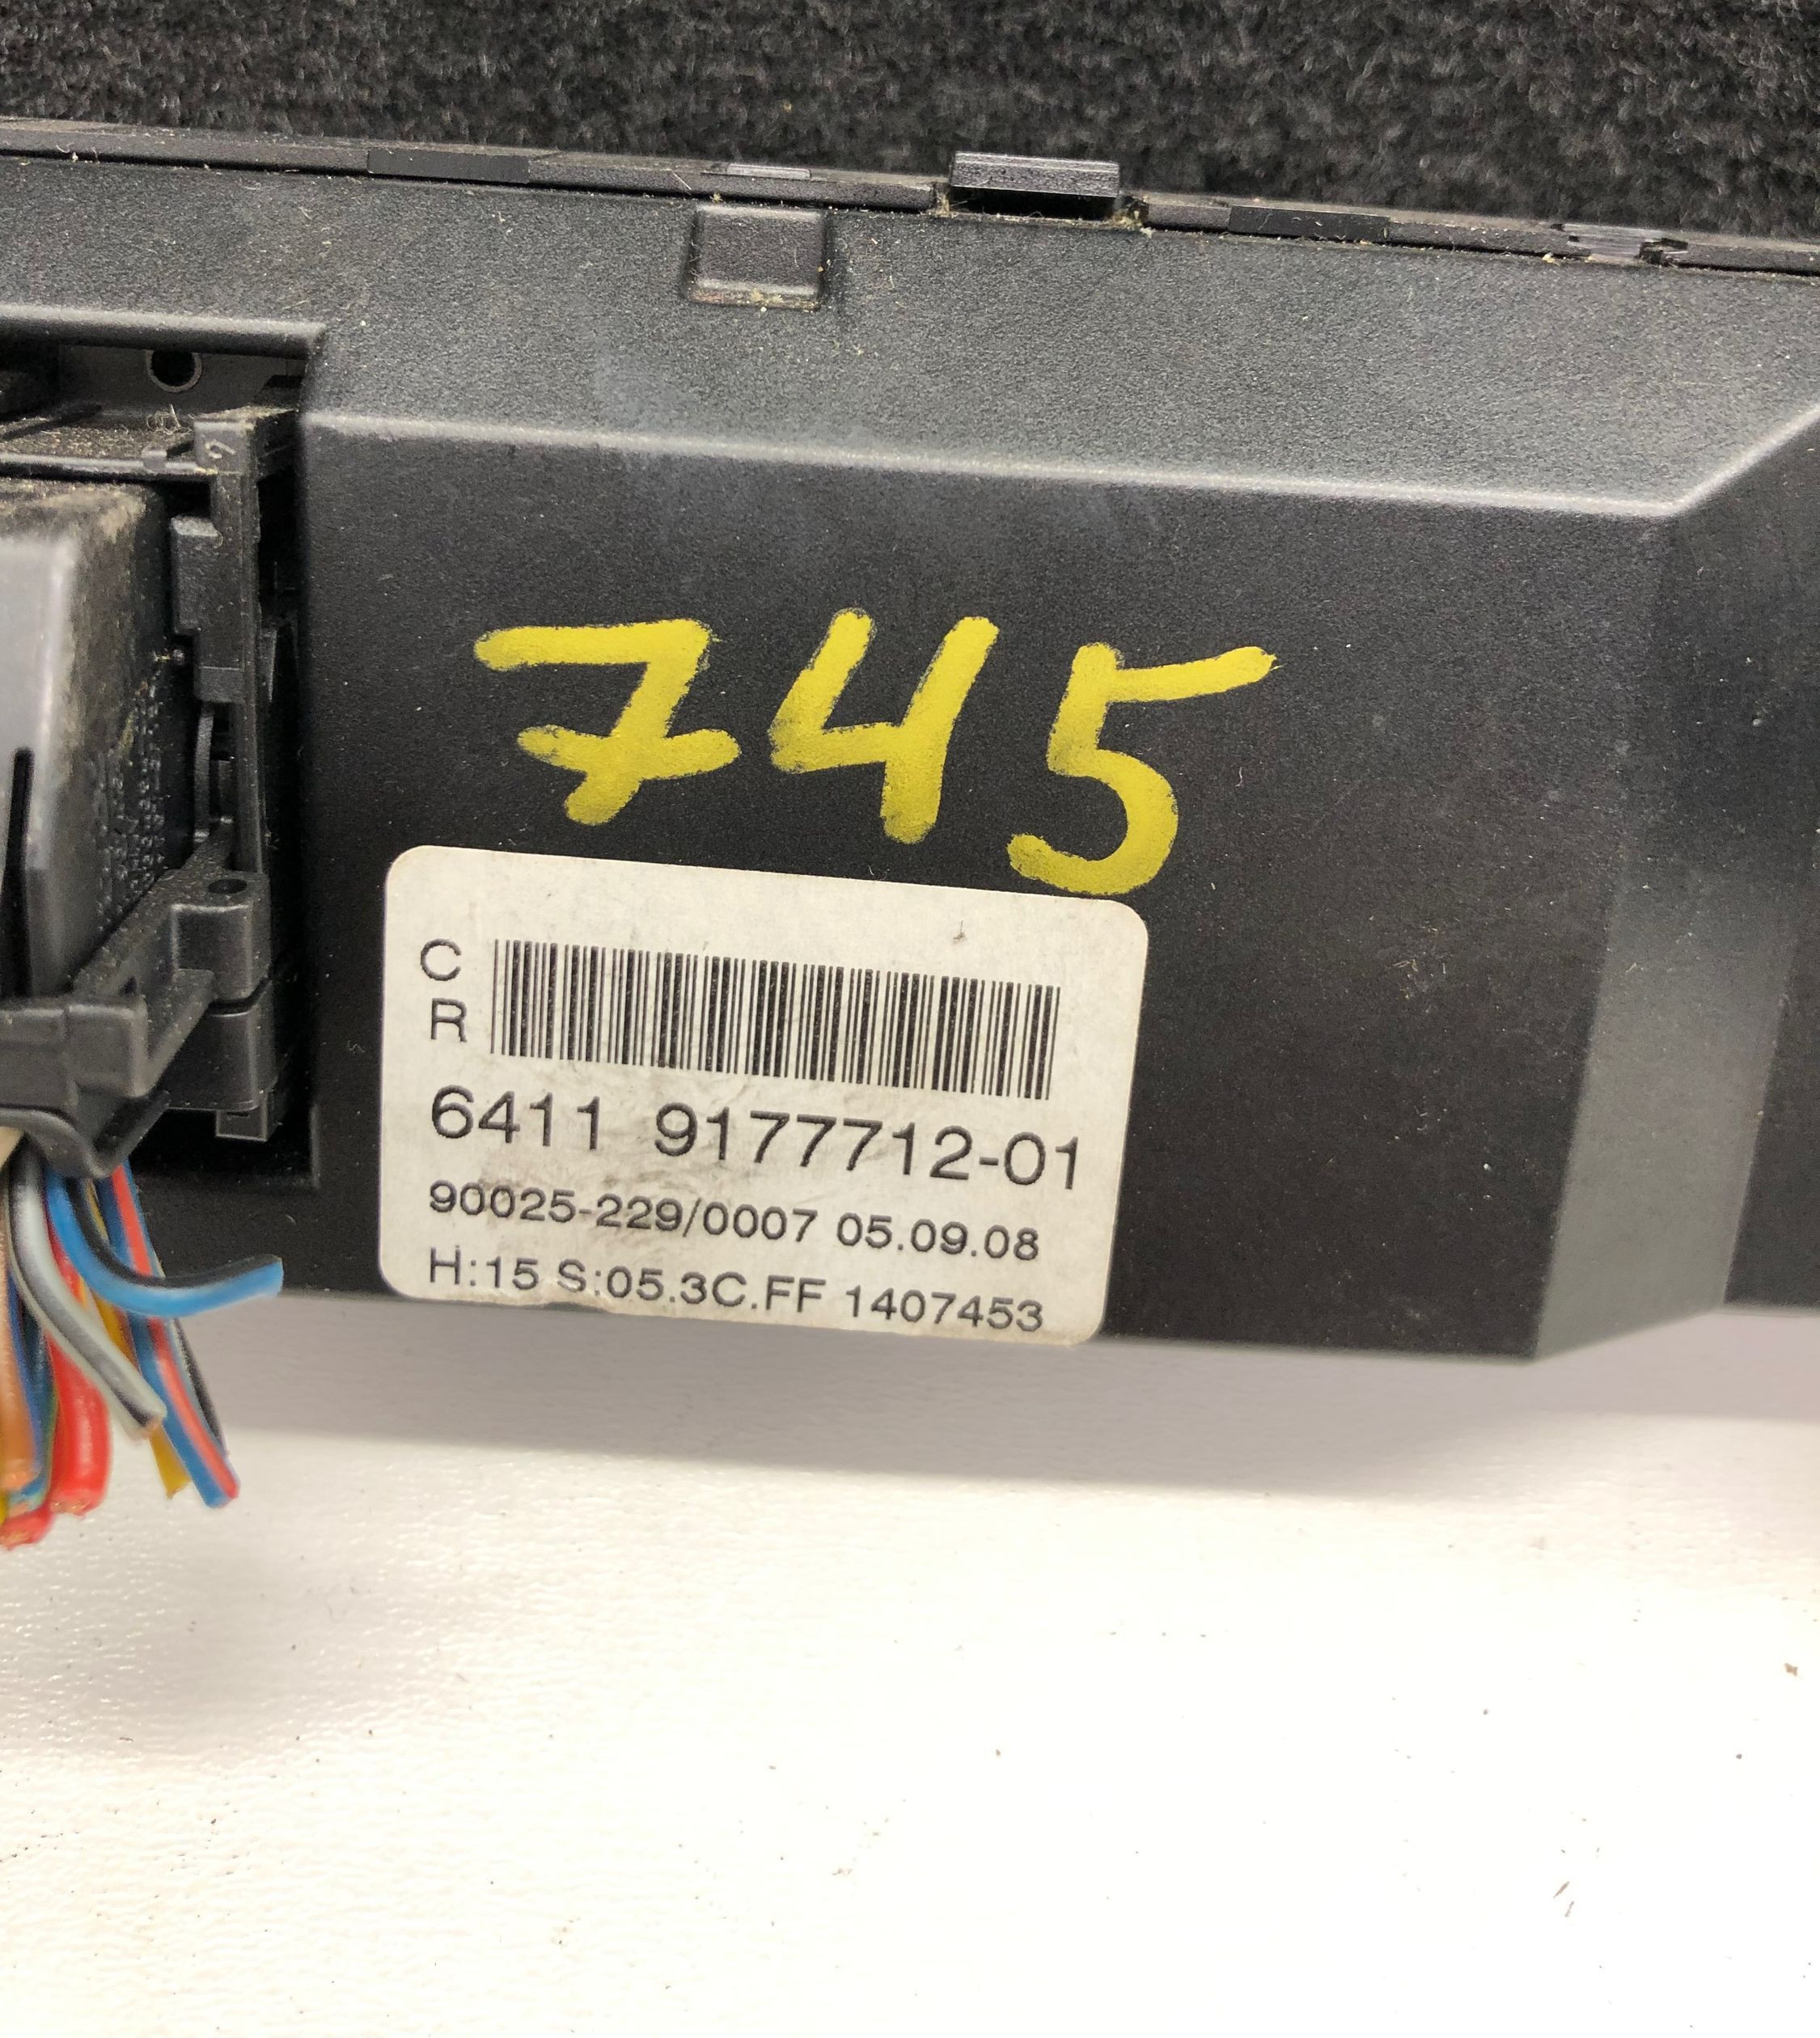 745
C
R
6411 9177712-01
90025-229/0007 05.09.08
H:15 S:05.3C.FF 1407453